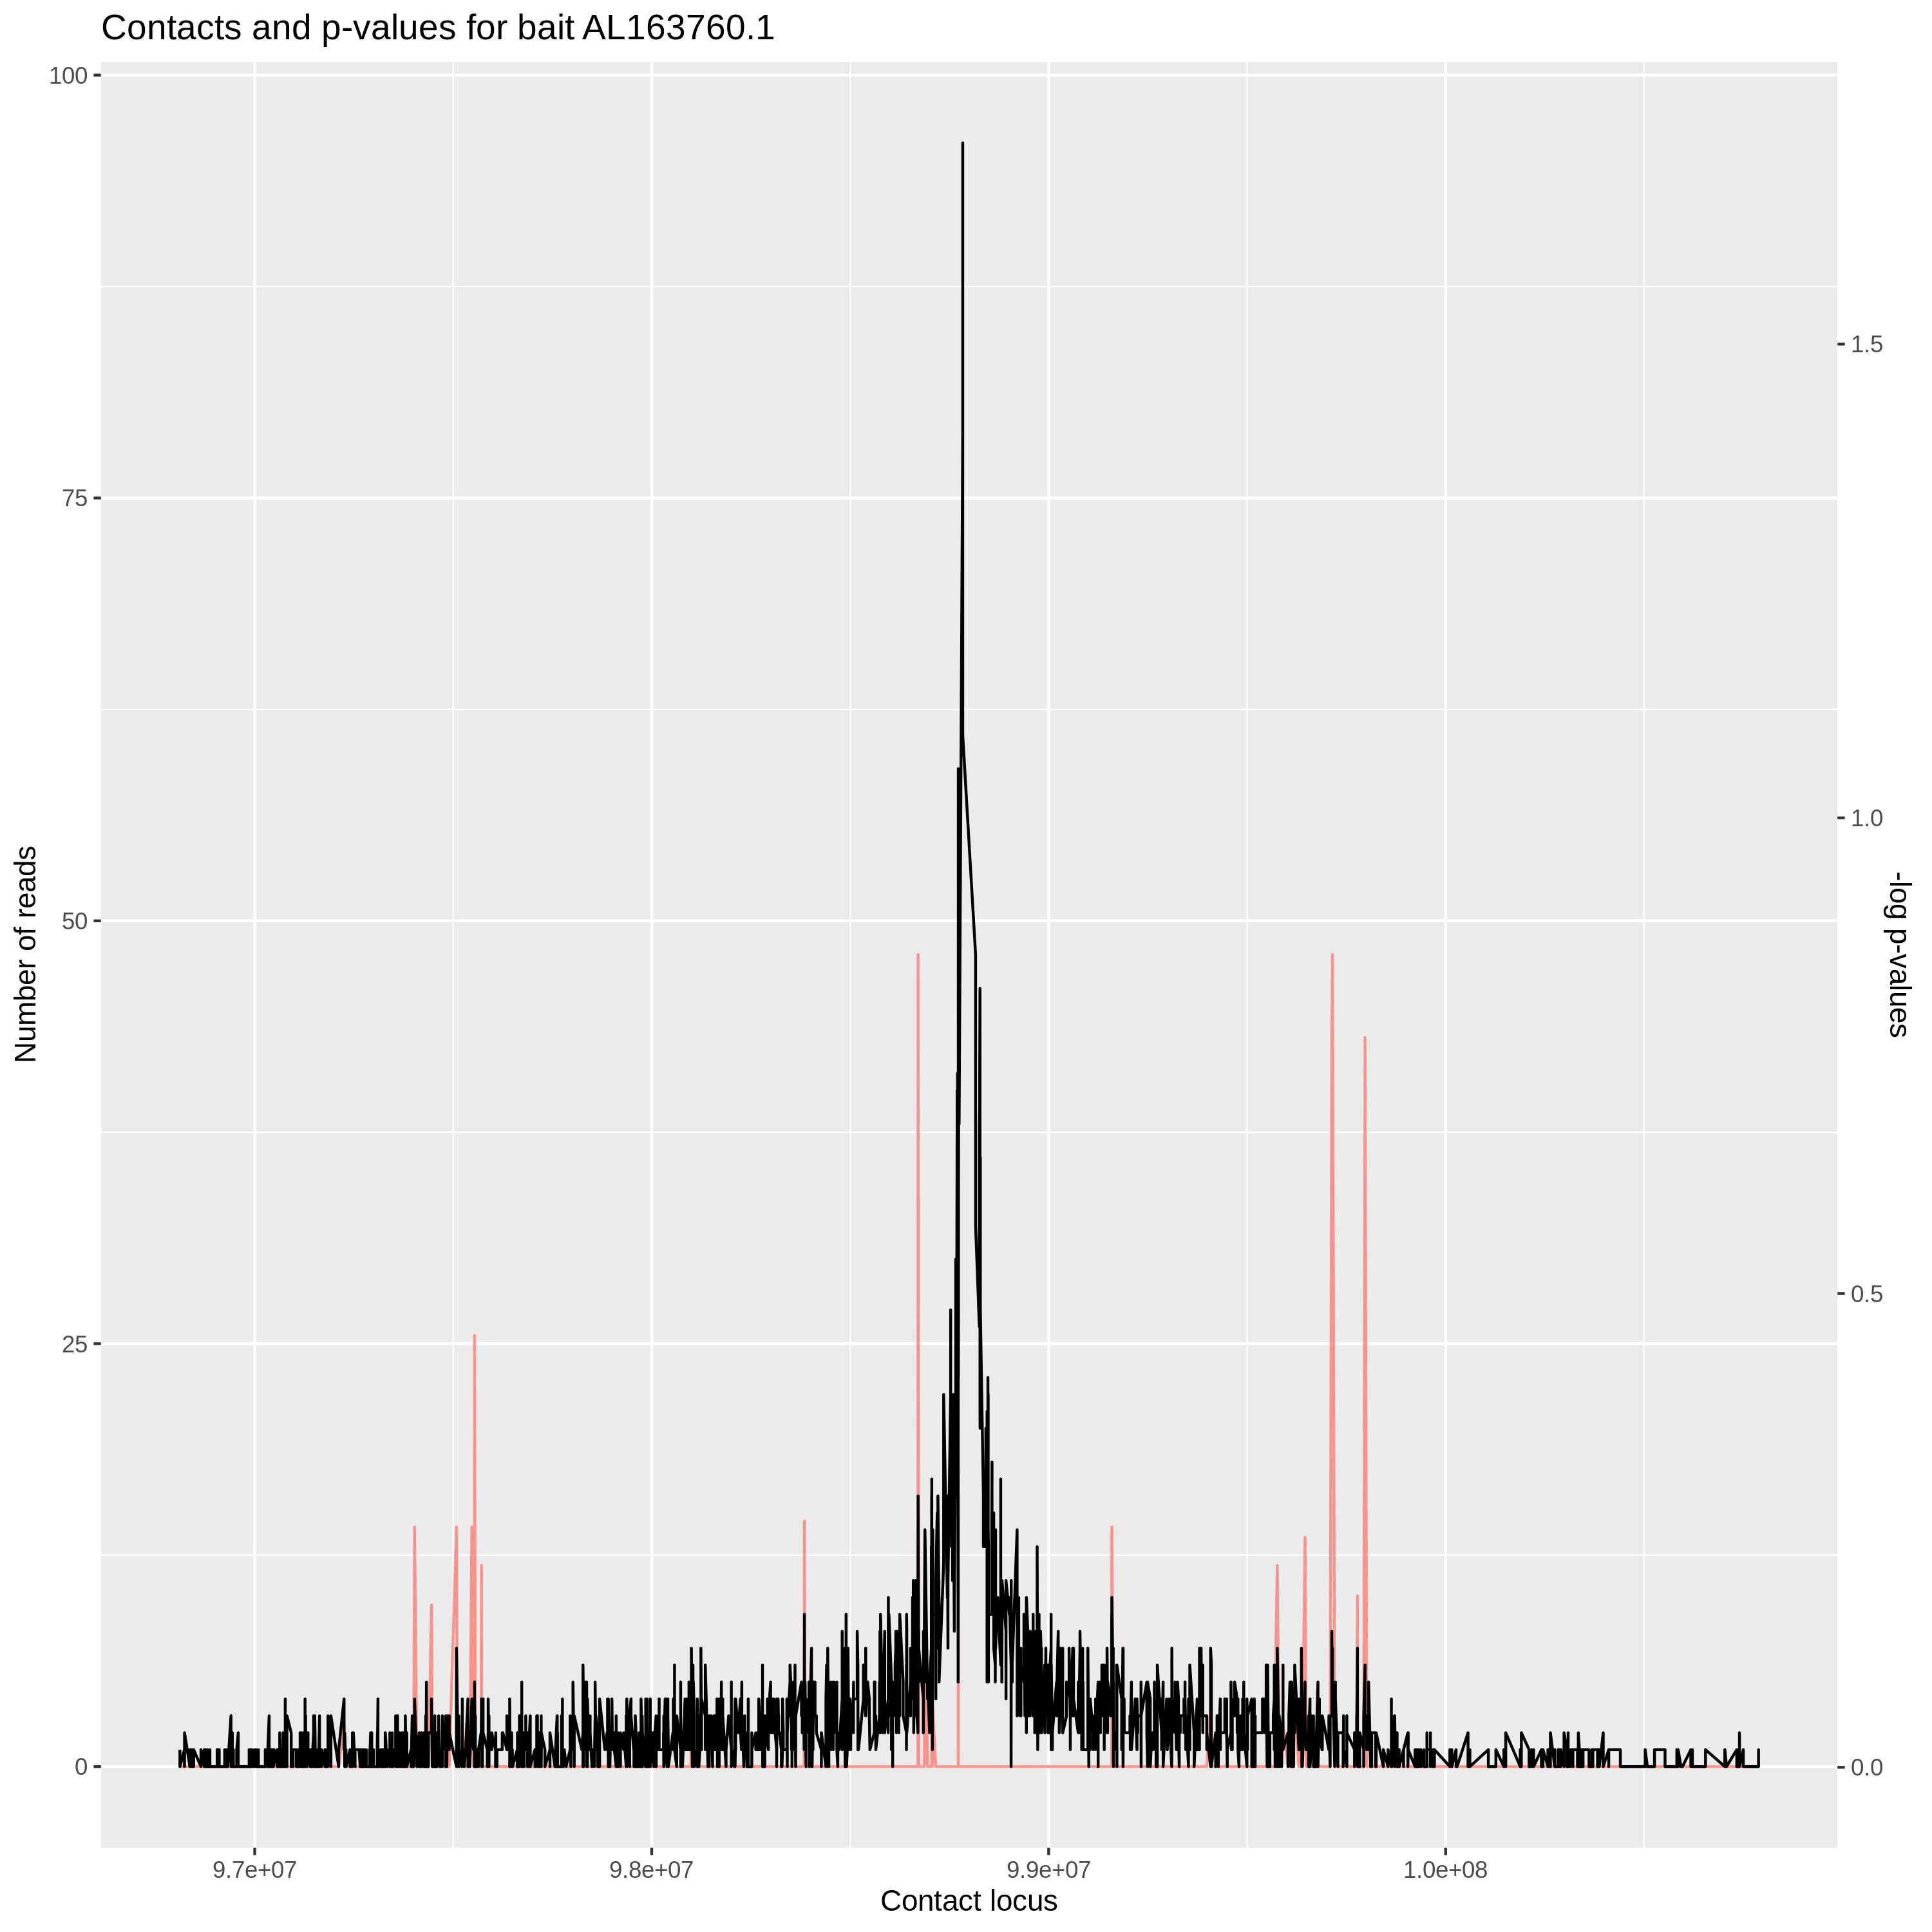 Contacts and p-values for bait AL163760.1
100
75
50
25
0
Number of reads
1.5
1.0
0.5
0.0
-log p-values
9.7e+07
9.8e+07
9.9e+07
1.0e+08
Contact locus